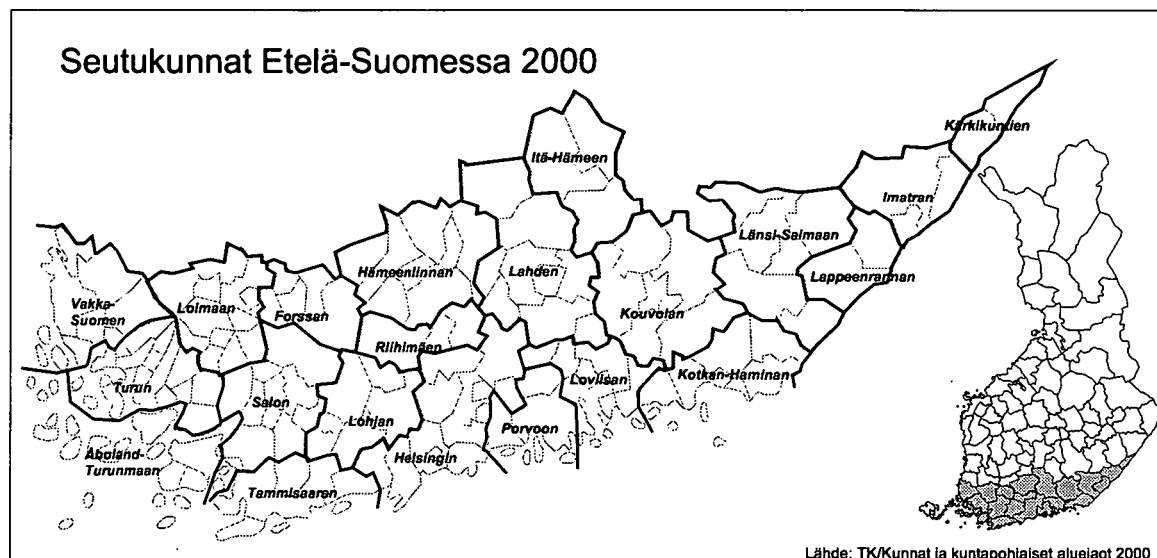 Seutukunnat Etelä-Suomessa 2000
Kärkikuntien
Itä-Hämeen
Imatran
Länsi-Saimaan
Hämeenlinnan
Lahden
Lappeenrannan
Vakka-
Suomen
Loimaan
Forssan
Kouvolan
Riihimäen
Turun
Loviisan
Kotkan-Haminan
Salon
Lohjan
Porvoon
Åboland-
Turunmaan
Helsingin
Tammisaaren
Lähde: TK/Kunnat ja kuntapohjaiset aluejaot 2000